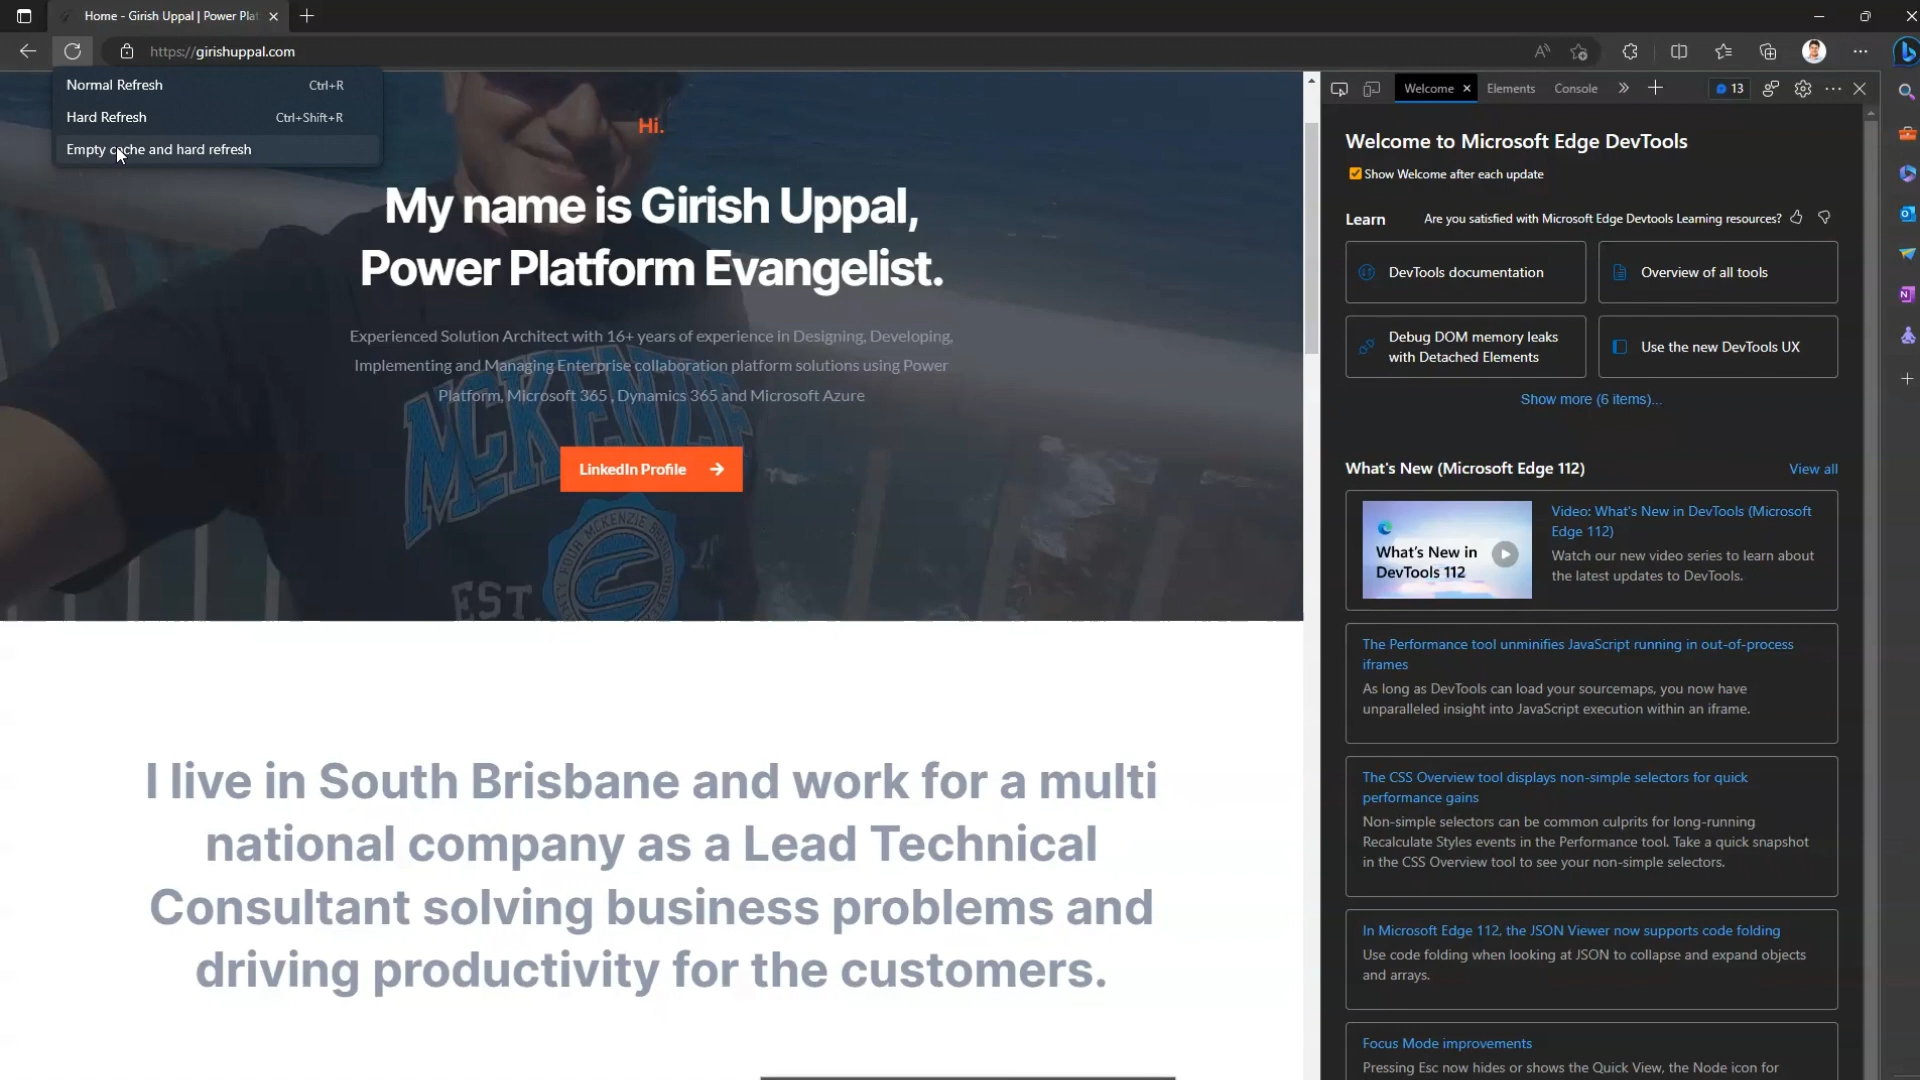 Home - Girish Uppal | Power Plat
https://girishuppal.com
Normal Refresh Ctrl+R
Hard Refresh Ctrl+Shift+R
Empty cache and hard refresh
Hi.
My name is Girish Uppal,
Power Platform Evangelist.
Experienced Solution Architect with 16+ years of experience in Designing, Developing,
Implementing and Managing Enterprise collaboration platform solutions using Power
Platform, Microsoft 365 , Dynamics 365 and Microsoft Azure
MCKENZIE
LinkedIn Profile
EST.
I live in South Brisbane and work for a multi
national company as a Lead Technical
Consultant solving business problems and
driving productivity for the customers.
Welcome Elements Console 13
Welcome to Microsoft Edge DevTools
Show Welcome after each update
Learn Are you satisfied with Microsoft Edge Devtools Learning resources?
DevTools documentation
Overview of all tools
Debug DOM memory leaks
with Detached Elements
Use the new DevTools UX
Show more (6 items)...
What's New (Microsoft Edge 112) View all
What's New in
DevTools 112
Video: What's New in DevTools (Microsoft
Edge 112)
Watch our new video series to learn about
the latest updates to DevTools.
The Performance tool unminifies JavaScript running in out-of-process
iframes
As long as DevTools can load your sourcemaps, you now have
unparalleled insight into JavaScript execution within an iframe.
The CSS Overview tool displays non-simple selectors for quick
performance gains
Non-simple selectors can be common culprits for long-running
Recalculate Styles events in the Performance tool. Take a quick snapshot
in the CSS Overview tool to see your non-simple selectors.
In Microsoft Edge 112, the JSON Viewer now supports code folding
Use code folding when looking at JSON to collapse and expand objects
and arrays.
Focus Mode improvements
Pressing Esc now hides or shows the Quick View, the Node icon for